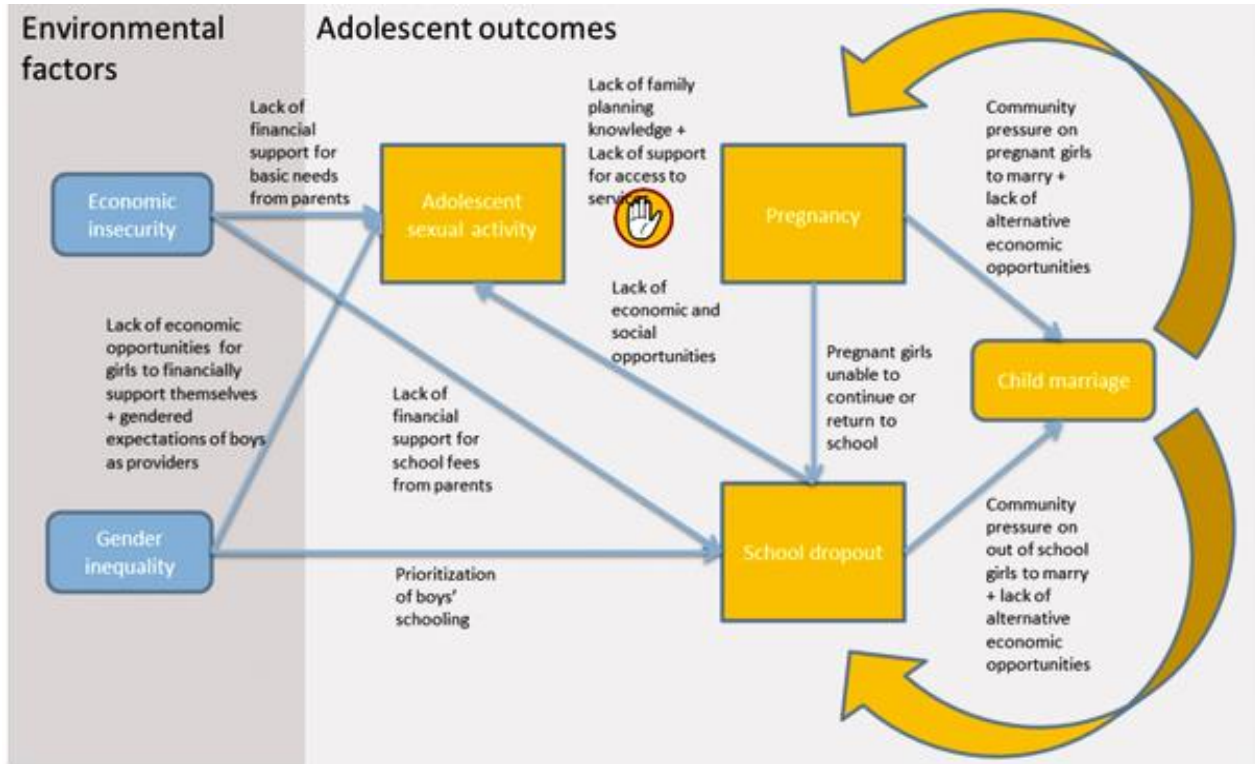 Environmental
factors
Adolescent outcomes
Lack of
financial
support for
basic needs
from parents
Lack of family
planning
knowledge +
Lack of support
for access to
services
Community
pressure on
pregnant girls
to marry +
lack of
alternative
economic
opportunities
Economic
insecurity
Adolescent
sexual activity
Pregnancy
Lack of
economic and
social
opportunities
Lack of economic
opportunities for
girls to financially
support themselves
+ gendered
expectations of boys
as providers
Pregnant girls
unable to
continue or
return to
school
Child marriage
Lack of
financial
support for
school fees
from parents
Gender
inequality
School dropout
Community
pressure on
out of school
girls to marry
+ lack of
alternative
economic
opportunities
Prioritization
of boys'
schooling